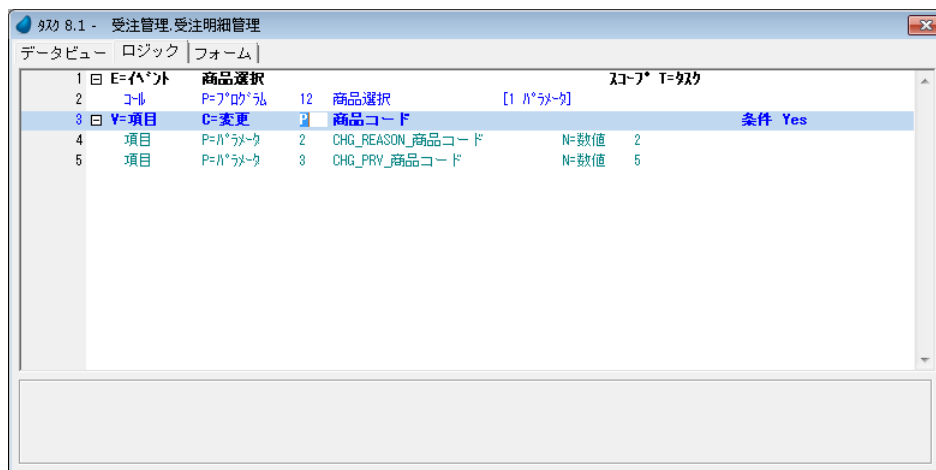 ﾀｽｸ 8.1 - 受注管理.受注明細管理
データビュー ロジック フォーム
1 E=ｲﾍﾞﾝﾄ 商品選択 ｽｺｰﾌﾟ T=ﾀｽｸ
2 ｺｰﾙ P=ﾌﾟﾛｸﾞﾗﾑ 12 商品選択 [1 ﾊﾟﾗﾒｰﾀ]
3 V=項目 C=変更 P 商品コード 条件 Yes
4 項目 P=ﾊﾟﾗﾒｰﾀ 2 CHG_REASON_商品コード N=数値 2
5 項目 P=ﾊﾟﾗﾒｰﾀ 3 CHG_PRV_商品コード N=数値 5